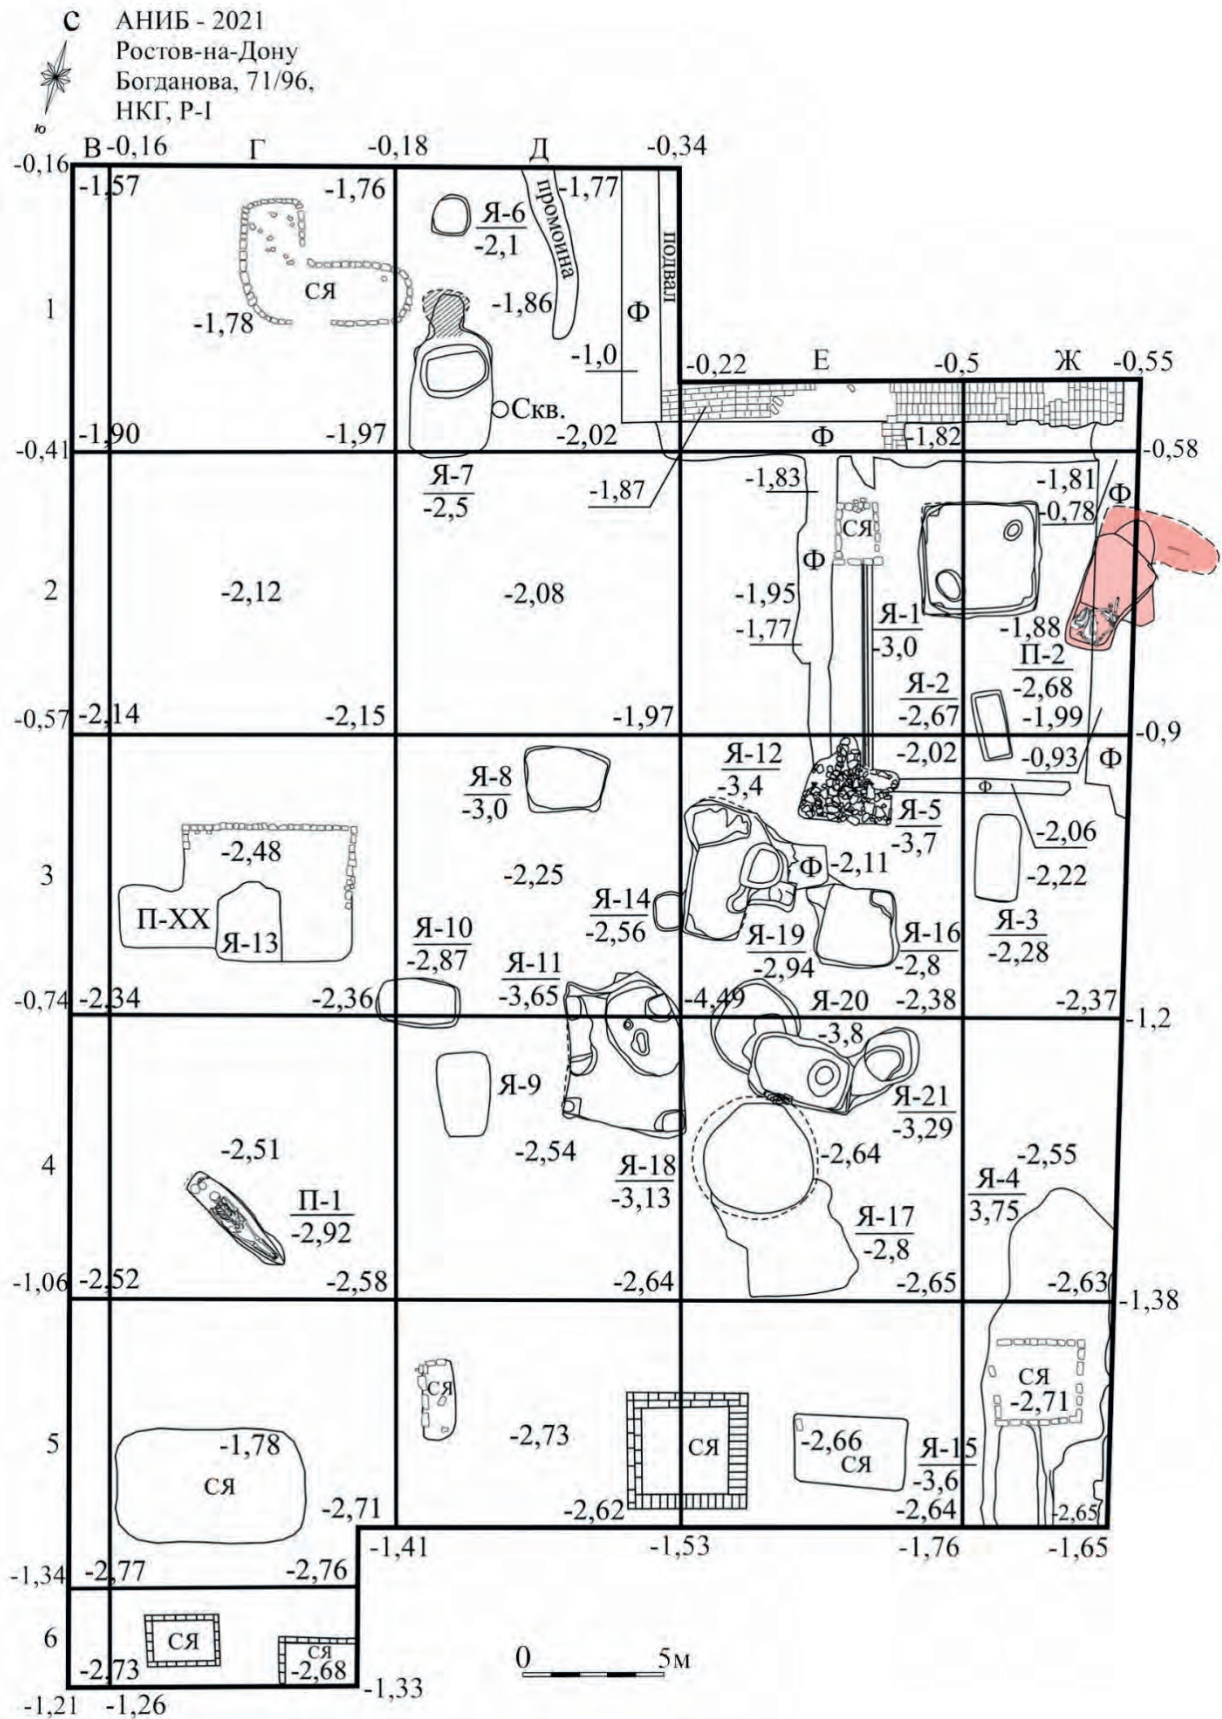 С
АНИБ - 2021
Ростов-на-Дону
Богданова, 71/96,
НКГ, Р-I
ю
В -0,16 Г -0,18 Д -0,34
-0,16
-1,57 -1,76 -1,77
промоина
подвал
Я-6
-2,1
СЯ
1
-1,78
-1,86
Ф
-1,0
-0,22 Е -0,5 Ж -0,55
Скв.
-1,90 -1,97 -2,02
Ф
-1,82
-0,41
-0,58
Я-7
-2,5
-1,87
-1,83
-1,81
-0,78
Ф
СЯ
Ф
2
-2,12 -2,08
-1,95
-1,77
Я-1
-3,0
-1,88
П-2
-2,68
-1,99
-0,93
Я-2
-2,67
-0,57
-2,14 -2,15 -1,97
-0,9
-2,02
Ф
Я-12
-3,4
Я-8
-3,0
Ф
Я-5
-3,7
-2,06
-2,48
3
-2,25
Ф
-2,11
-2,22
П-ХХ
Я-13
Я-14
-2,56
Я-3
-2,28
Я-10
-2,87
Я-11
-3,65
Я-19
-2,94
Я-16
-2,8
-0,74
-2,34 -2,36 -4,49
Я-20
-3,8
-2,38 -2,37
-1,2
Я-9
Я-21
-3,29
-2,51
-2,54
-2,64
-2,55
4
Я-18
-3,13
Я-4
3,75
П-1
-2,92
Я-17
-2,8
-1,06
-2,52 -2,58 -2,64 -2,65 -2,63
-1,38
СЯ
СЯ
-2,71
5
-1,78
СЯ
-2,73
СЯ
-2,66
СЯ
Я-15
-3,6
-2,71 -2,62 -2,64 -2,65
-1,41 -1,53 -1,76 -1,65
-1,34
-2,77 -2,76
6
СЯ
СЯ
-2,68
-2,73
-1,33
-1,21 -1,26
0 5м